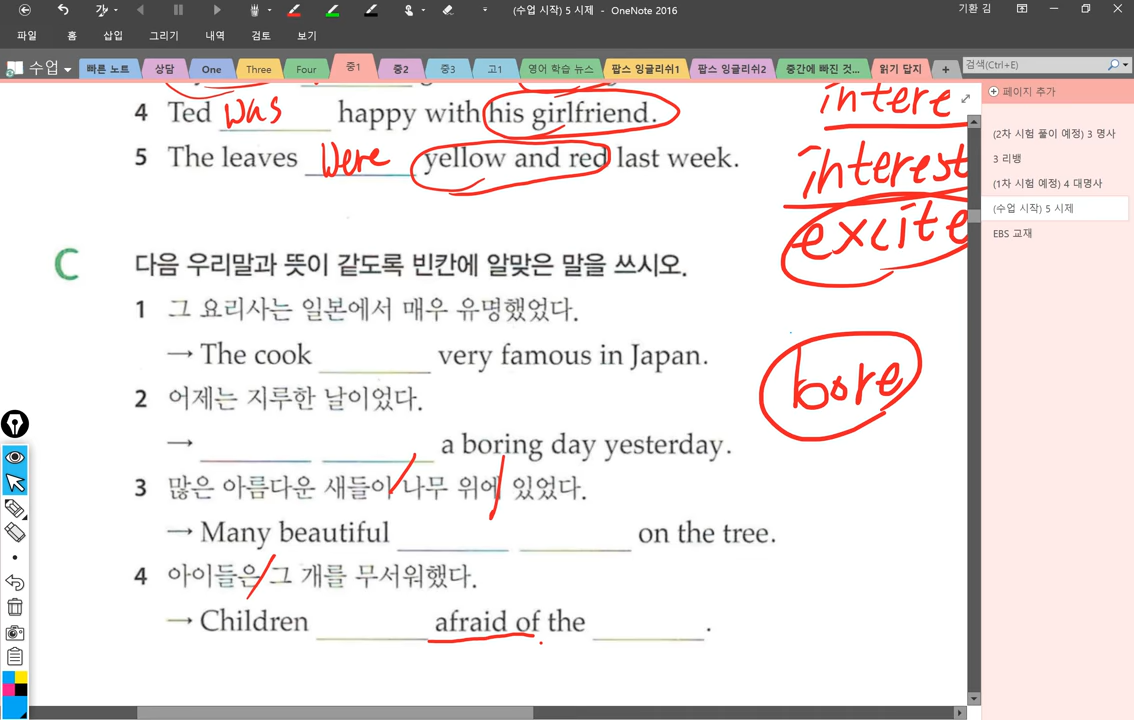 (수업 시작) 5 시제 - OneNote 2016
기환 김
파일 홈 삽입 그리기 내역 검토 보기
수업 빠른 노트 상담 One Three Four 중1 중2 중3 고1 영어 학습 뉴스 팝스 잉글리쉬1 팝스 잉글리쉬2 중간에 빠진 것... 읽기 답지 +
검색(Ctrl+E)
페이지 추가
(2차 시험 풀이 예정) 3 명사
3 리뱅
(1차 시험 예정) 4 대명사
(수업 시작) 5 시제
EBS 교재
4 Ted was happy with his girlfriend.
5 The leaves were yellow and red last week.
intere
interest
excite
bore
C 다음 우리말과 뜻이 같도록 빈칸에 알맞은 말을 쓰시오.
1 그 요리사는 일본에서 매우 유명했었다.
→ The cook ______ very famous in Japan.
2 어제는 지루한 날이었다.
→ ______ ______ a boring day yesterday.
3 많은 아름다운 새들이 / 나무 위에 / 있었다.
→ Many beautiful ______ ______ on the tree.
4 아이들은 / 그 개를 무서워했다.
→ Children ______ afraid of the ______.